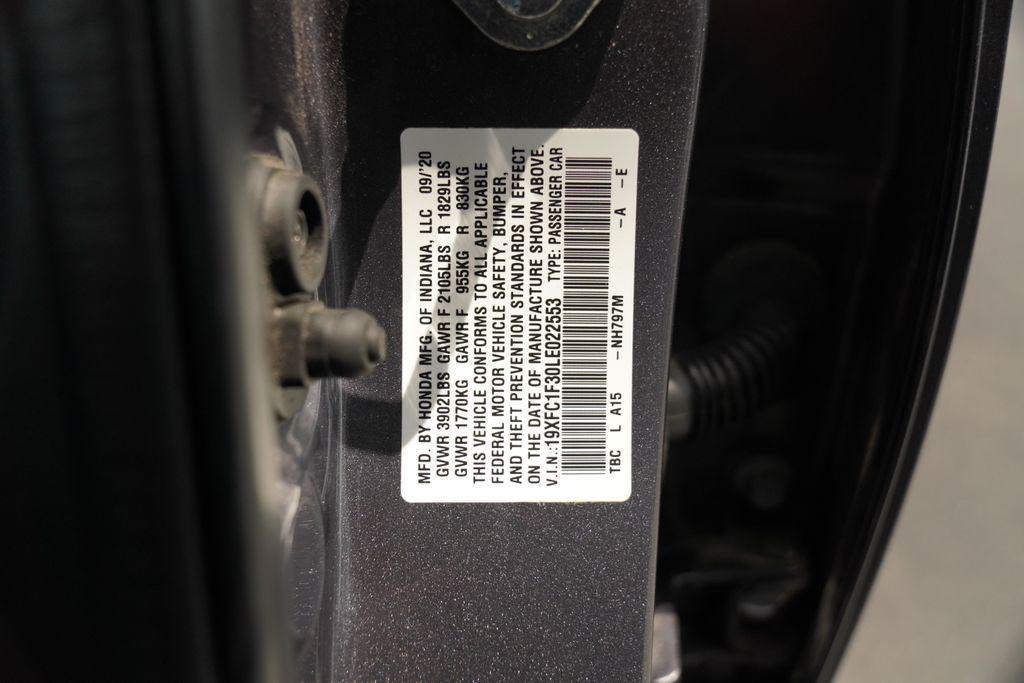 MFD. BY HONDA MFG. OF INDIANA, LLC 09/'20
GVWR 3902LBS GAWR F 2105LBS R 1829LBS
GVWR 1770KG GAWR F 955KG R 830KG
THIS VEHICLE CONFORMS TO ALL APPLICABLE
FEDERAL MOTOR VEHICLE SAFETY, BUMPER,
AND THEFT PREVENTION STANDARDS IN EFFECT
ON THE DATE OF MANUFACTURE SHOWN ABOVE.
V.I.N.:19XFC1F30LE022553 TYPE: PASSENGER CAR
TBC L A15 -NH797M -A -E